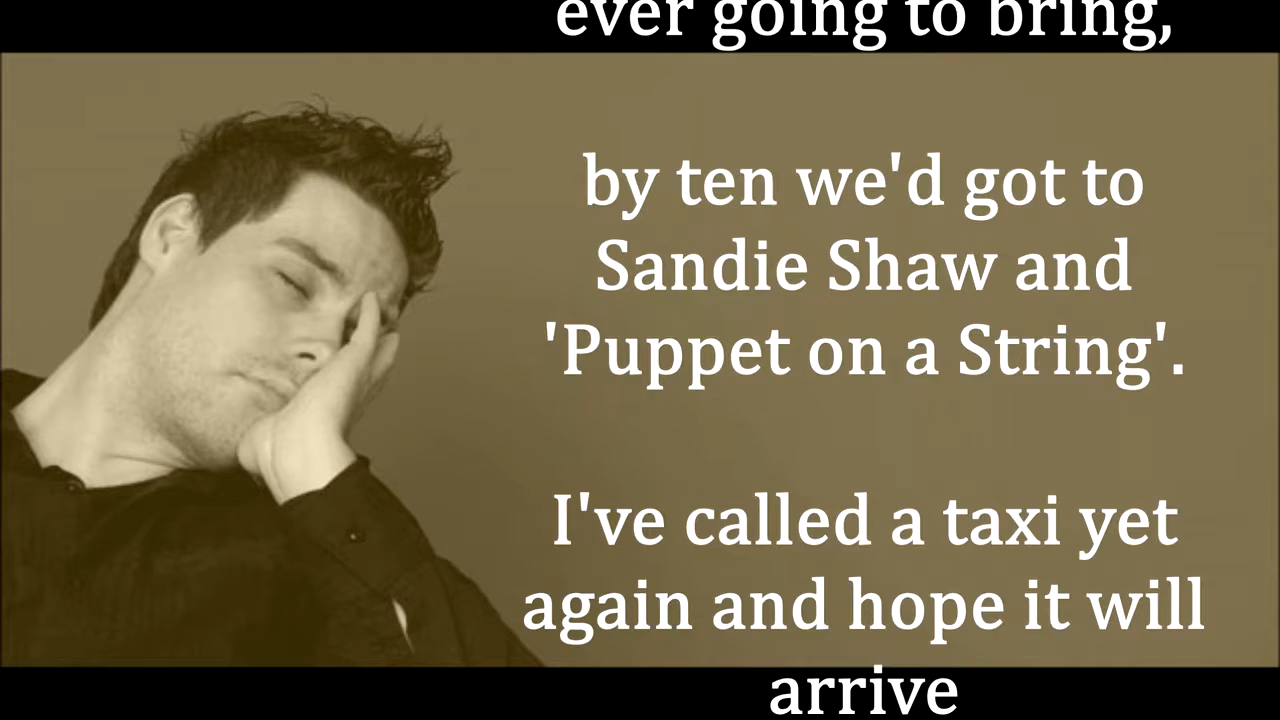 ever going to bring,
by ten we'd got to
Sandie Shaw and
'Puppet on a String'.
I've called a taxi yet
again and hope it will
arrive